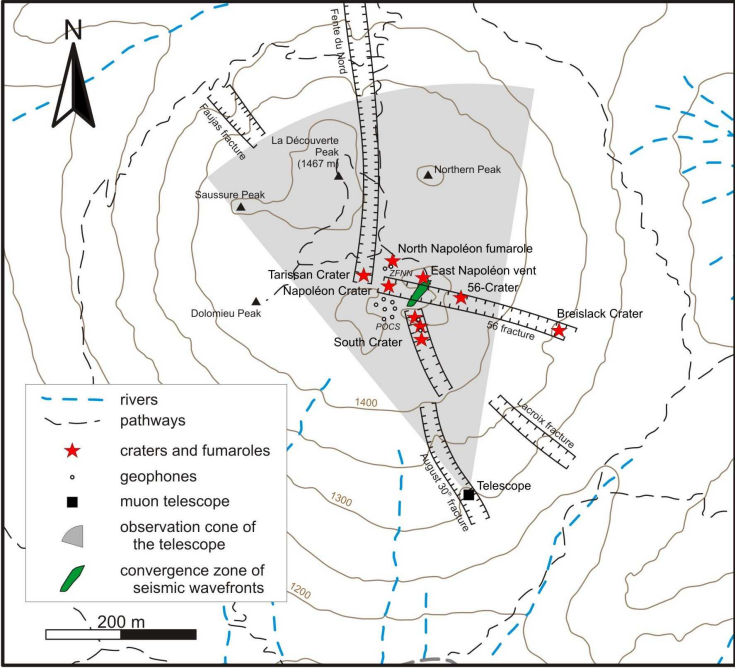 N
Fente du Nord
Faujas fracture
La Découverte
Peak
(1467 m)
Northern Peak
Saussure Peak
North Napoléon fumarole
ZFNN
East Napoléon vent
Tarissan Crater
Napoléon Crater
56-Crater
Breislack Crater
Dolomieu Peak
POCS
56 fracture
South Crater
1400
Lacroix fracture
August 30th fracture
Telescope
1300
1200
rivers
pathways
craters and fumaroles
geophones
muon telescope
observation cone of
the telescope
convergence zone of
seismic wavefronts
200 m